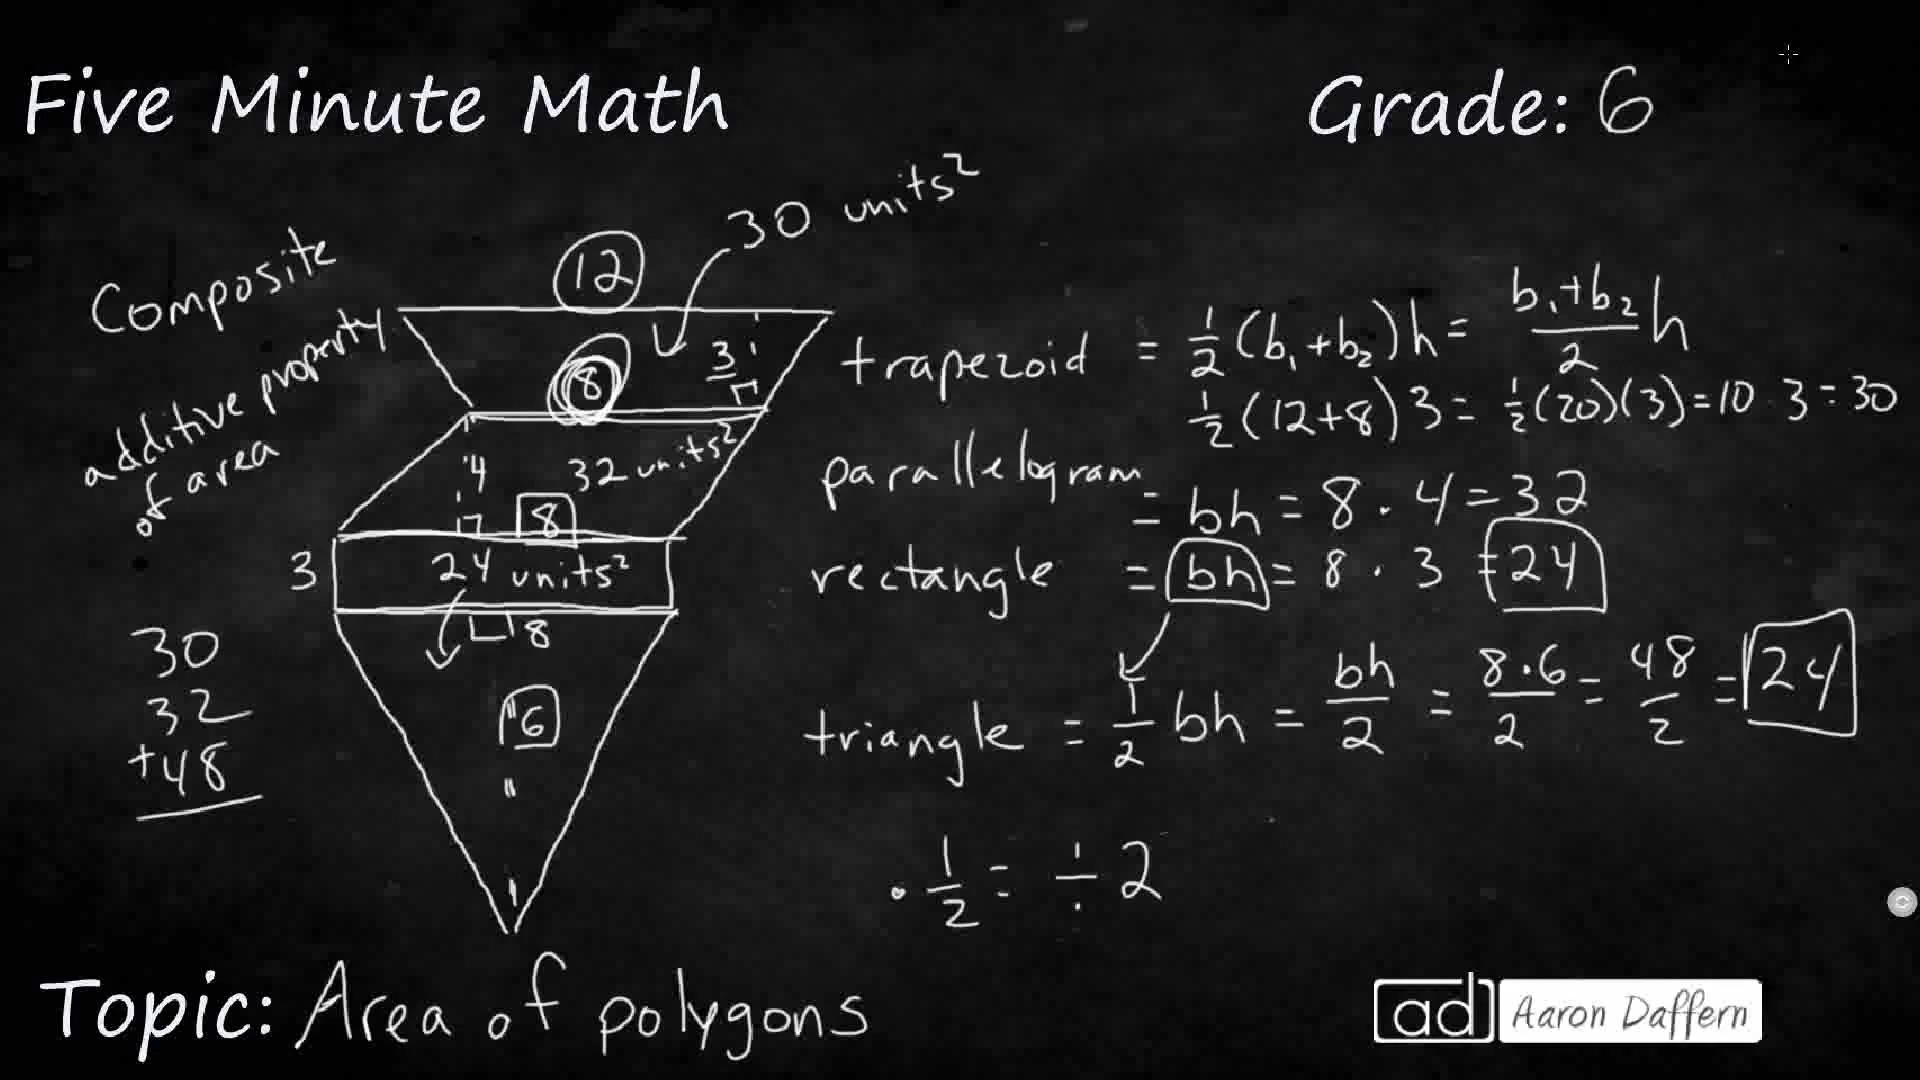 Five Minute Math
Grade: 6
Composite
additive property
of area
30 units²
12
8
3
4
32 units²
8
3
24 units²
8
6
30
32
+48
trapezoid = 1/2 (b₁+b₂)h = (b₁+b₂)/2 h
1/2 (12+8) 3 = 1/2 (20)(3) = 10 · 3 = 30
parallelogram = bh = 8 · 4 = 32
rectangle = bh = 8 · 3 = 24
triangle = 1/2 bh = bh/2 = 8·6/2 = 48/2 = 24
· 1/2 = ÷ 2
Topic: Area of polygons
ad Aaron Daffern